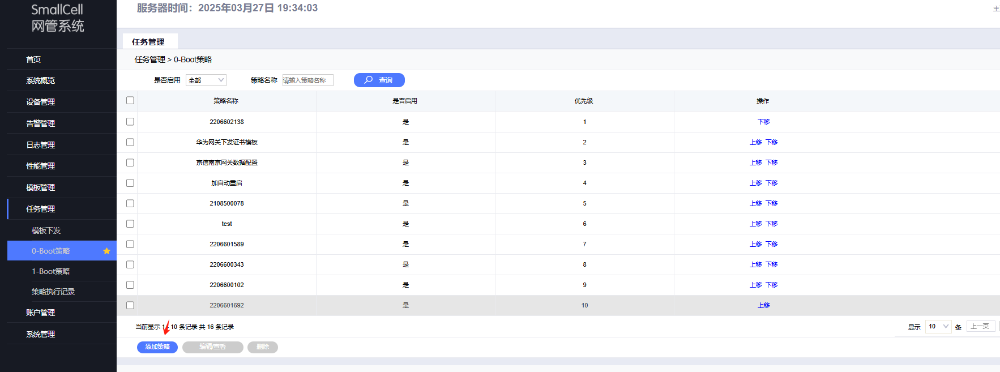 SmallCell
网管系统
服务器时间：2025年03月27日 19:34:03
首页
系统概览
设备管理
告警管理
日志管理
性能管理
模板管理
任务管理
模板下发
0-Boot策略
1-Boot策略
策略执行记录
账户管理
系统管理
任务管理
任务管理 > 0-Boot策略
是否启用 全部 策略名称 请输入策略名称 查询
策略名称 是否启用 优先级 操作
2206602138 是 1 下移
华为网关下发证书模板 是 2 上移 下移
京信南京网关数据配置 是 3 上移 下移
加自动重启 是 4 上移 下移
2108500078 是 5 上移 下移
test 是 6 上移 下移
2206601589 是 7 上移 下移
2206600343 是 8 上移 下移
2206600102 是 9 上移 下移
2206601692 是 10 上移
当前显示 1 10 条记录 共 16 条记录
显示 10 条 上一页
添加策略 编辑/查看 删除